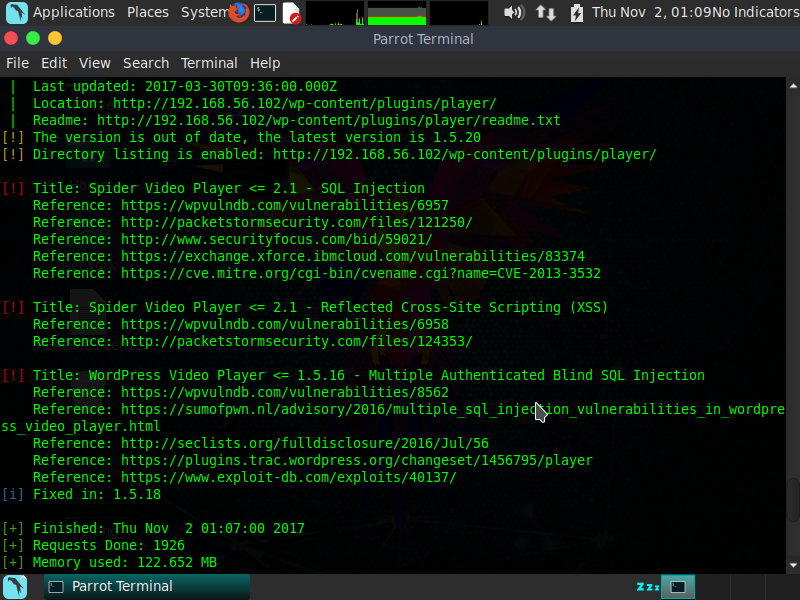 Applications Places System Thu Nov 2, 01:09 No Indicators
Parrot Terminal
File Edit View Search Terminal Help
| Last updated: 2017-03-30T09:36:00.000Z
| Location: http://192.168.56.102/wp-content/plugins/player/
| Readme: http://192.168.56.102/wp-content/plugins/player/readme.txt
[!] The version is out of date, the latest version is 1.5.20
[!] Directory listing is enabled: http://192.168.56.102/wp-content/plugins/player/
[!] Title: Spider Video Player <= 2.1 - SQL Injection
Reference: https://wpvulndb.com/vulnerabilities/6957
Reference: http://packetstormsecurity.com/files/121250/
Reference: http://www.securityfocus.com/bid/59021/
Reference: https://exchange.xforce.ibmcloud.com/vulnerabilities/83374
Reference: https://cve.mitre.org/cgi-bin/cvename.cgi?name=CVE-2013-3532
[!] Title: Spider Video Player <= 2.1 - Reflected Cross-Site Scripting (XSS)
Reference: https://wpvulndb.com/vulnerabilities/6958
Reference: http://packetstormsecurity.com/files/124353/
[!] Title: WordPress Video Player <= 1.5.16 - Multiple Authenticated Blind SQL Injection
Reference: https://wpvulndb.com/vulnerabilities/8562
Reference: https://sumofpwn.nl/advisory/2016/multiple_sql_injection_vulnerabilities_in_wordpre
ss_video_player.html
Reference: http://seclists.org/fulldisclosure/2016/Jul/56
Reference: https://plugins.trac.wordpress.org/changeset/1456795/player
Reference: https://www.exploit-db.com/exploits/40137/
[i] Fixed in: 1.5.18
[+] Finished: Thu Nov  2 01:07:00 2017
[+] Requests Done: 1926
[+] Memory used: 122.652 MB
Parrot Terminal zzz